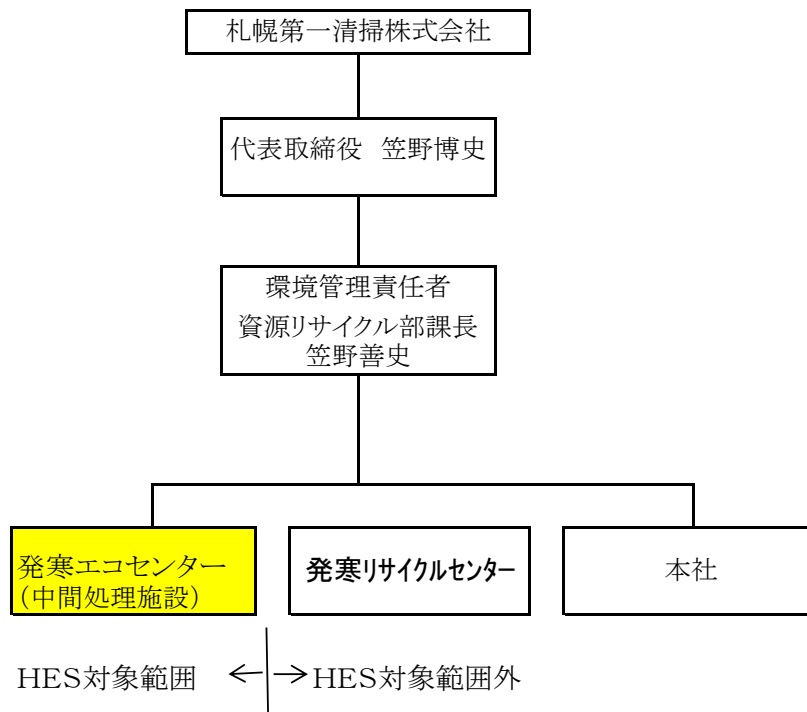 札幌第一清掃株式会社
代表取締役 笠野博史
環境管理責任者
資源リサイクル部課長
笠野善史
発寒エコセンター
(中間処理施設)
発寒リサイクルセンター
本社
HES対象範囲 ←→HES対象範囲外